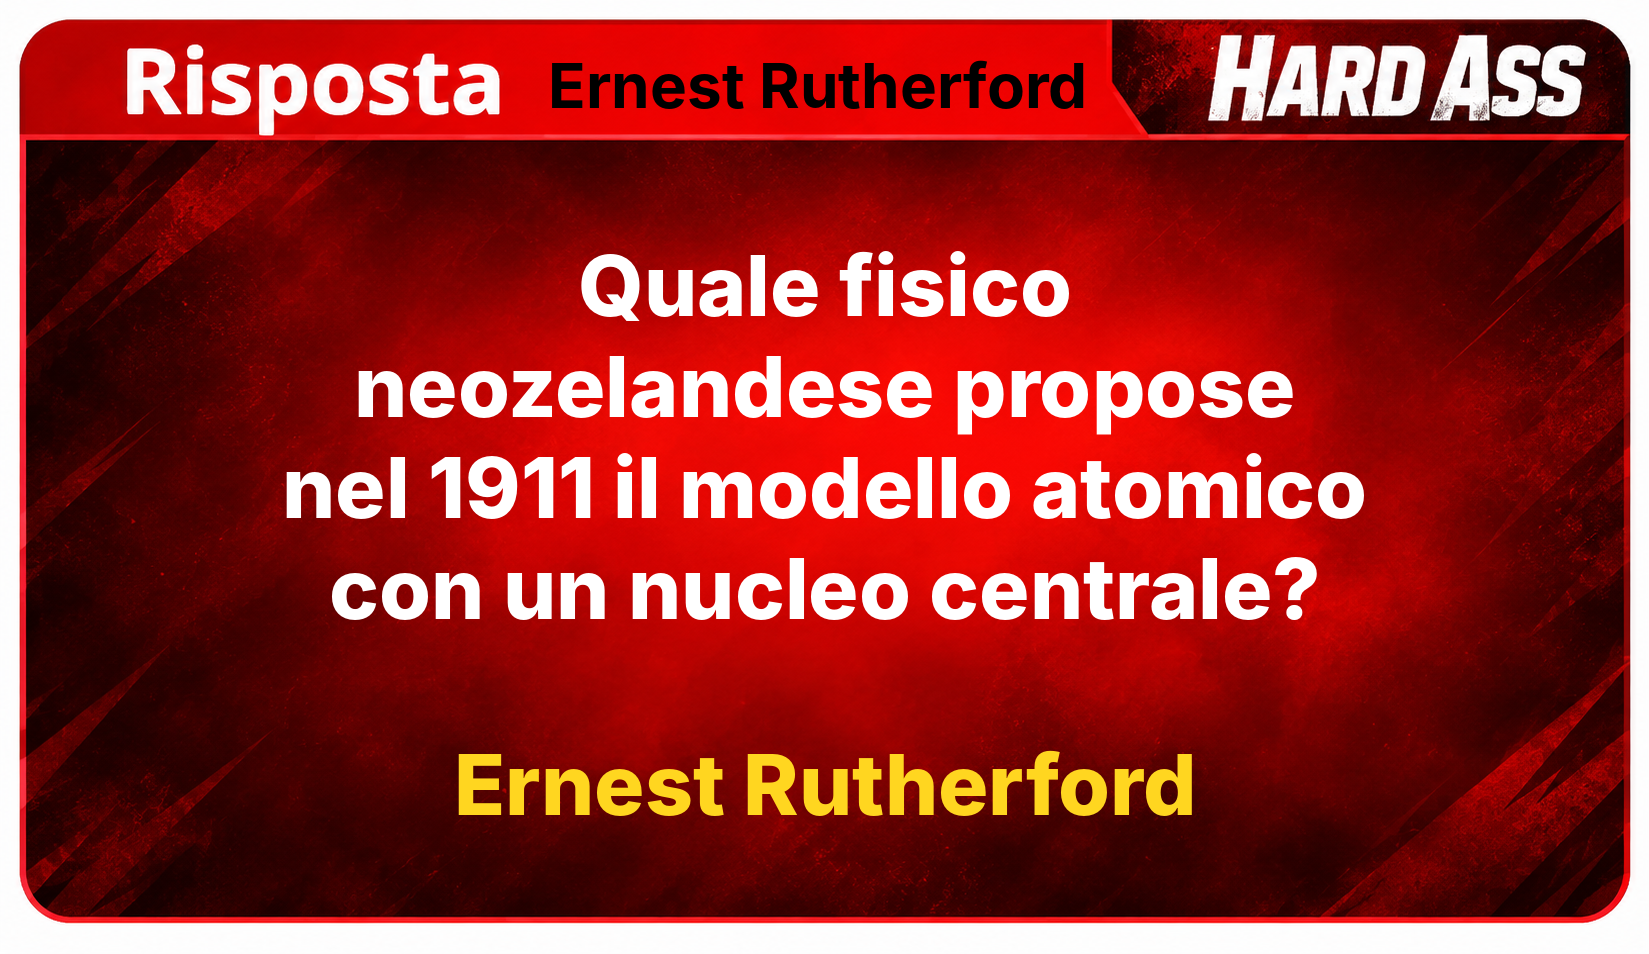 Risposta Ernest Rutherford HARD ASS
Quale fisico
neozelandese propose
nel 1911 il modello atomico
con un nucleo centrale?
Ernest Rutherford